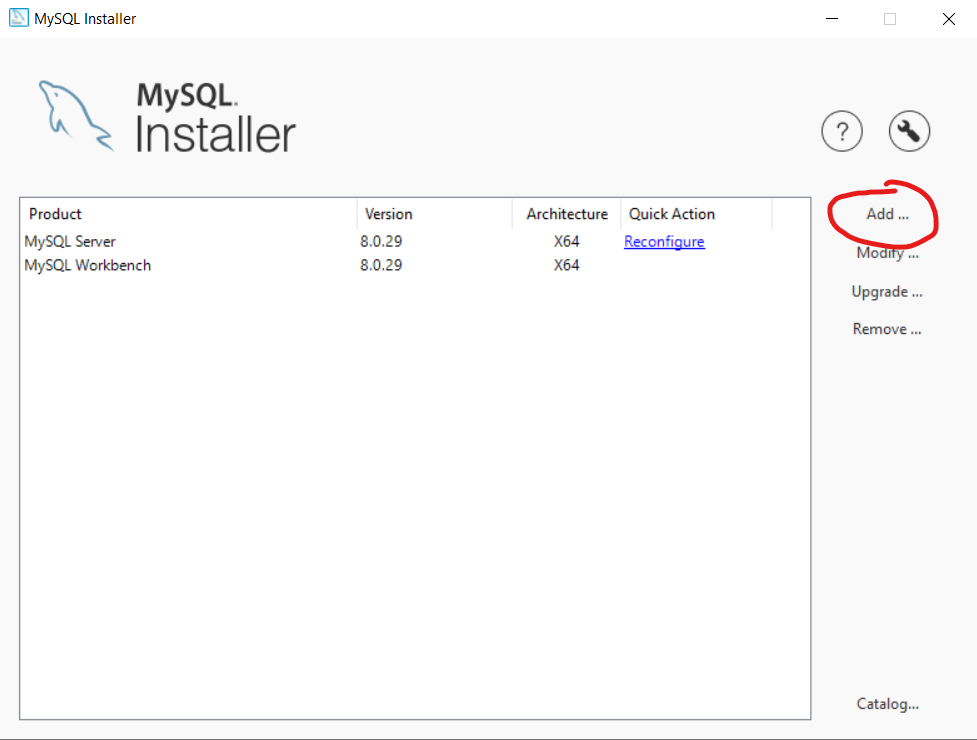 MySQL Installer
MySQL.
Installer
?
Product Version Architecture Quick Action
MySQL Server 8.0.29 X64 Reconfigure
MySQL Workbench 8.0.29 X64
Add ...
Modify ...
Upgrade ...
Remove ...
Catalog...